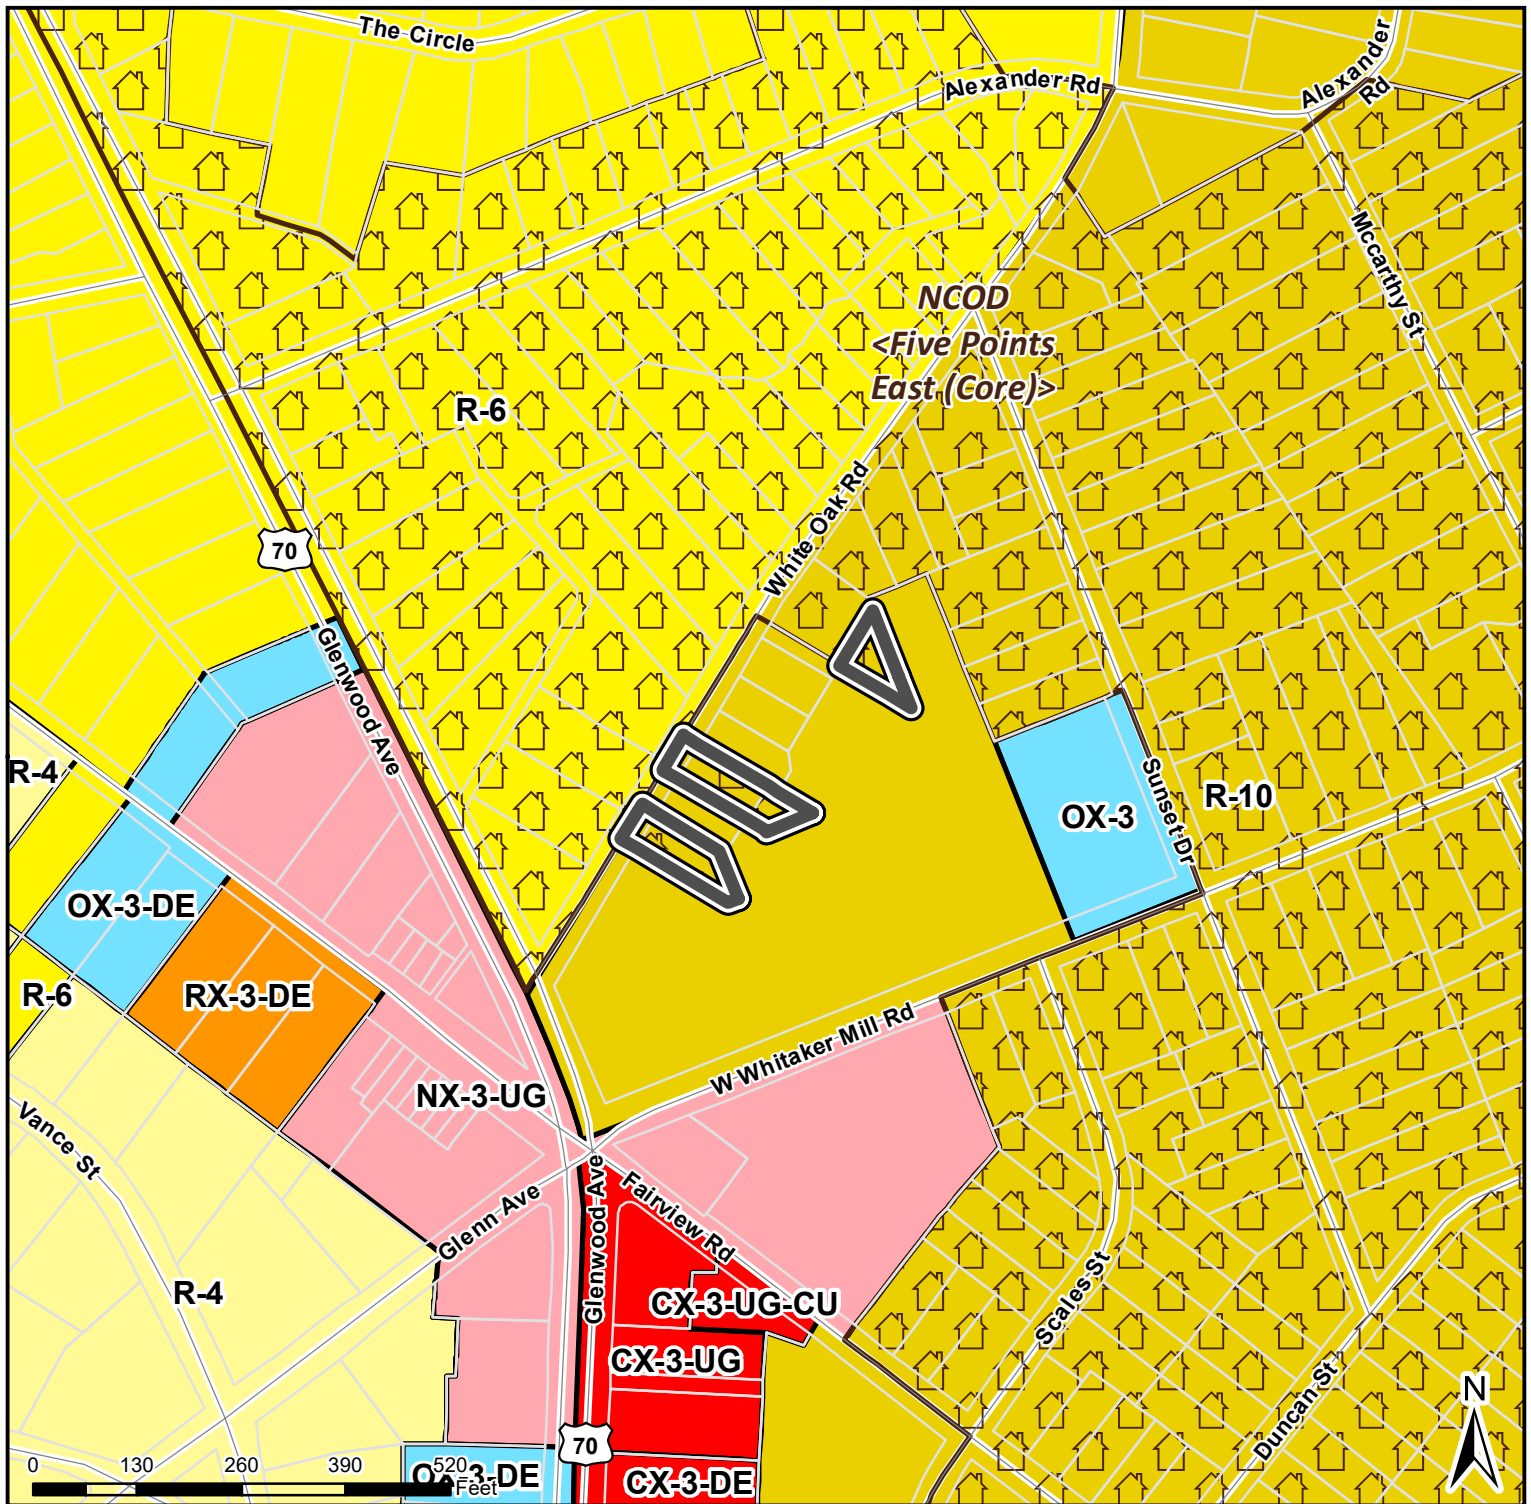 The Circle
Alexander Rd
Alexander
Rd
Mccarthy St
NCOD
<Five Points
East (Core)>
R-6
White Oak Rd
70
Glenwood Ave
R-4
OX-3
R-10
Sunset Dr
OX-3-DE
R-6
RX-3-DE
W Whitaker Mill Rd
NX-3-UG
Vance St
Glenn Ave
Glenwood Ave
Fairview Rd
R-4
CX-3-UG-CU
Scales St
CX-3-UG
Duncan St
N
70
0 130 260 390 520
Feet
OX-3-DE
CX-3-DE